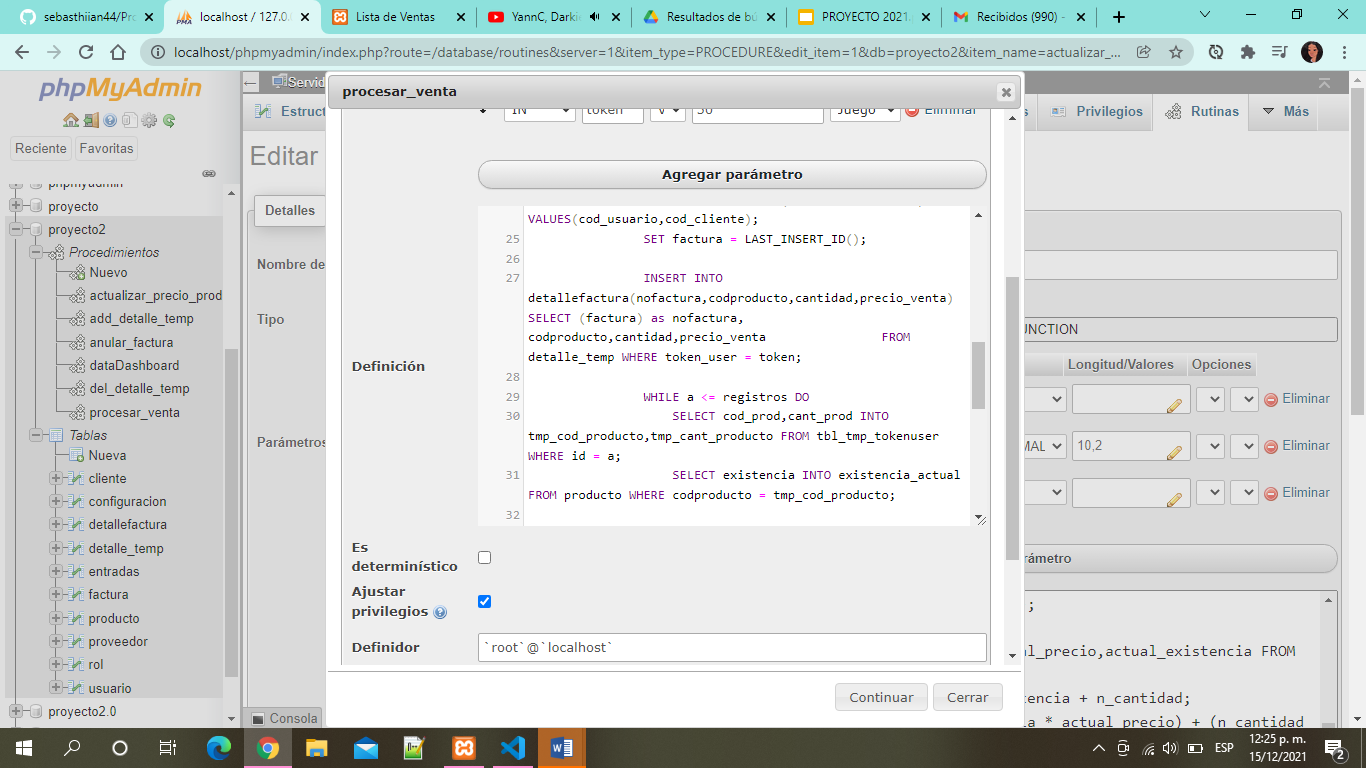 sebasthiian44/Pro
localhost / 127.0.
Lista de Ventas
YannC, Darki
Resultados de bú
PROYECTO 2021.
Recibidos (990) -
localhost/phpmyadmin/index.php?route=/database/routines&server=1&item_type=PROCEDURE&edit_item=1&db=proyecto2&item_name=actualizar_...
phpMyAdmin
Reciente
Favoritas
phpmyadmin
proyecto
proyecto2
Procedimientos
Nuevo
actualizar_precio_prod
add_detalle_temp
anular_factura
dataDashboard
del_detalle_temp
procesar_venta
Tablas
Nueva
cliente
configuracion
detallefactura
detalle_temp
entradas
factura
producto
proveedor
rol
usuario
proyecto2.0
Servid
Estruct
s
Privilegios
Rutinas
Más
Editar
Detalles
Nombre de
Tipo
Parámetros
Consola
procesar_venta
IN
token
V
50
Juego
Eliminar
Agregar parámetro
Definición
VALUES(cod_usuario,cod_cliente);
25 SET factura = LAST_INSERT_ID();
26
27 INSERT INTO
detallefactura(nofactura,codproducto,cantidad,precio_venta)
SELECT (factura) as nofactura,
codproducto,cantidad,precio_venta FROM
detalle_temp WHERE token_user = token;
28
29 WHILE a <= registros DO
30 SELECT cod_prod,cant_prod INTO
tmp_cod_producto,tmp_cant_producto FROM tbl_tmp_tokenuser
WHERE id = a;
31 SELECT existencia INTO existencia_actual
FROM producto WHERE codproducto = tmp_cod_producto;
32
Es
determinístico
Ajustar
privilegios
Definidor
`root`@`localhost`
Continuar
Cerrar
UNCTION
Longitud/Valores
Opciones
Eliminar
MAL
10,2
Eliminar
Eliminar
rámetro
;
al_precio,actual_existencia FROM
tencia + n_cantidad;
a * actual_precio) + (n_cantidad
ESP
12:25 p. m.
15/12/2021
2